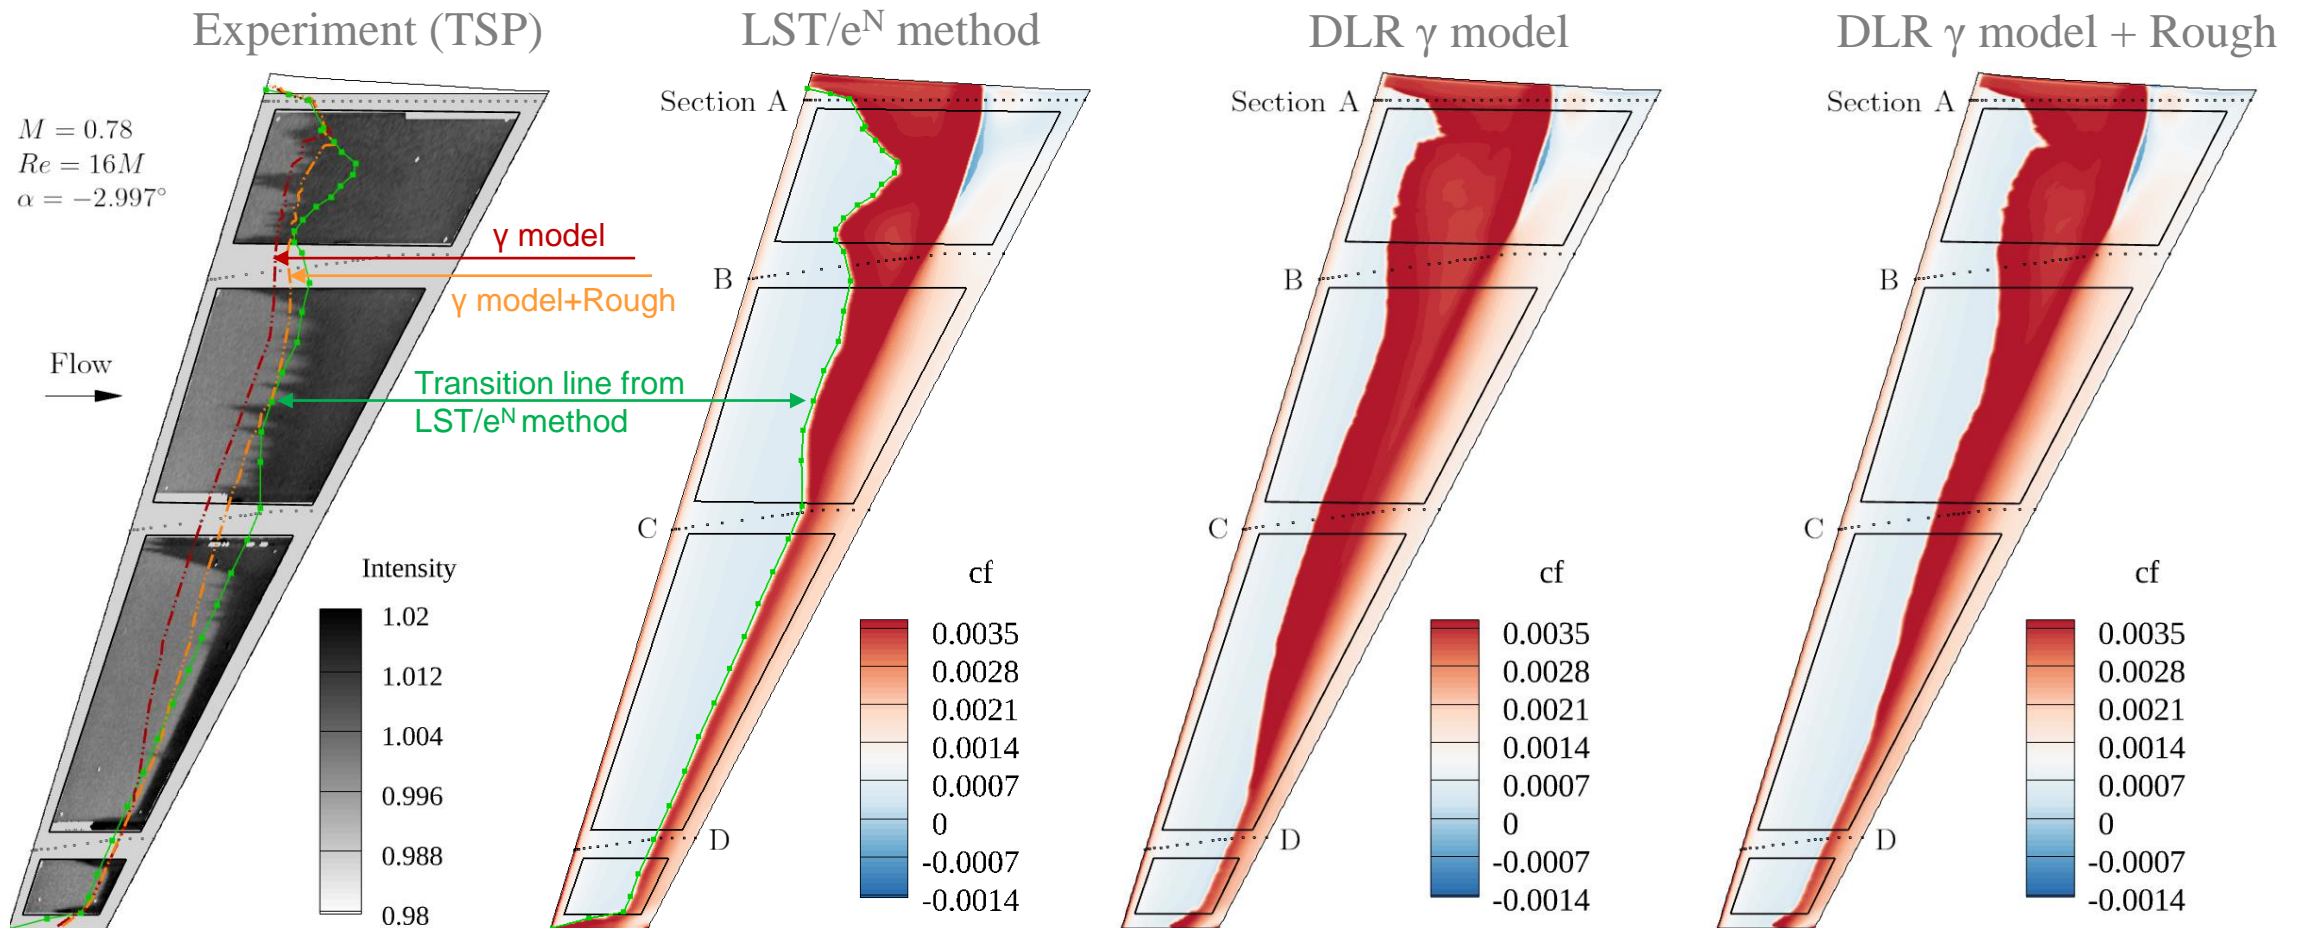 Experiment (TSP)
LST/eᴺ method
DLR γ model
DLR γ model + Rough
M = 0.78
Re = 16M
α = −2.997°
Flow
γ model
γ model+Rough
Transition line from
LST/eᴺ method
Intensity
1.02
1.012
1.004
0.996
0.988
0.98
Section A
B
C
D
cf
0.0035
0.0028
0.0021
0.0014
0.0007
0
-0.0007
-0.0014
Section A
B
C
D
cf
0.0035
0.0028
0.0021
0.0014
0.0007
0
-0.0007
-0.0014
Section A
B
C
D
cf
0.0035
0.0028
0.0021
0.0014
0.0007
0
-0.0007
-0.0014